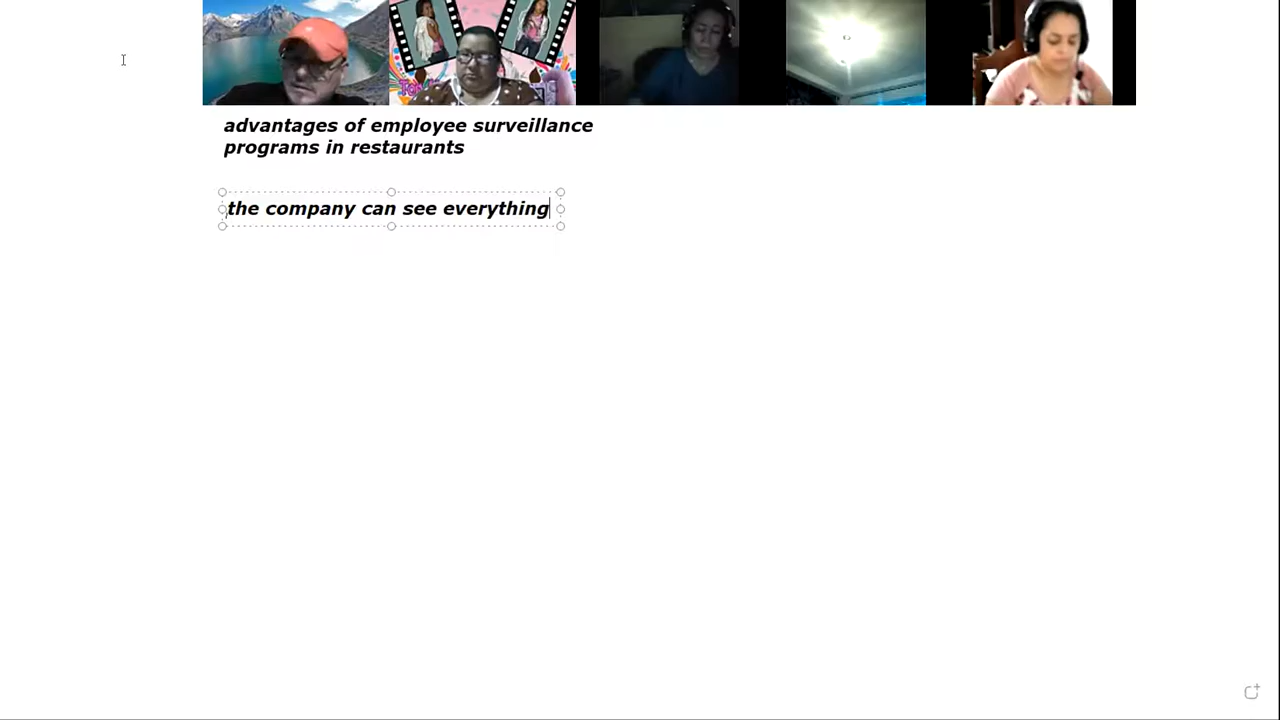 advantages of employee surveillance
programs in restaurants
the company can see everything